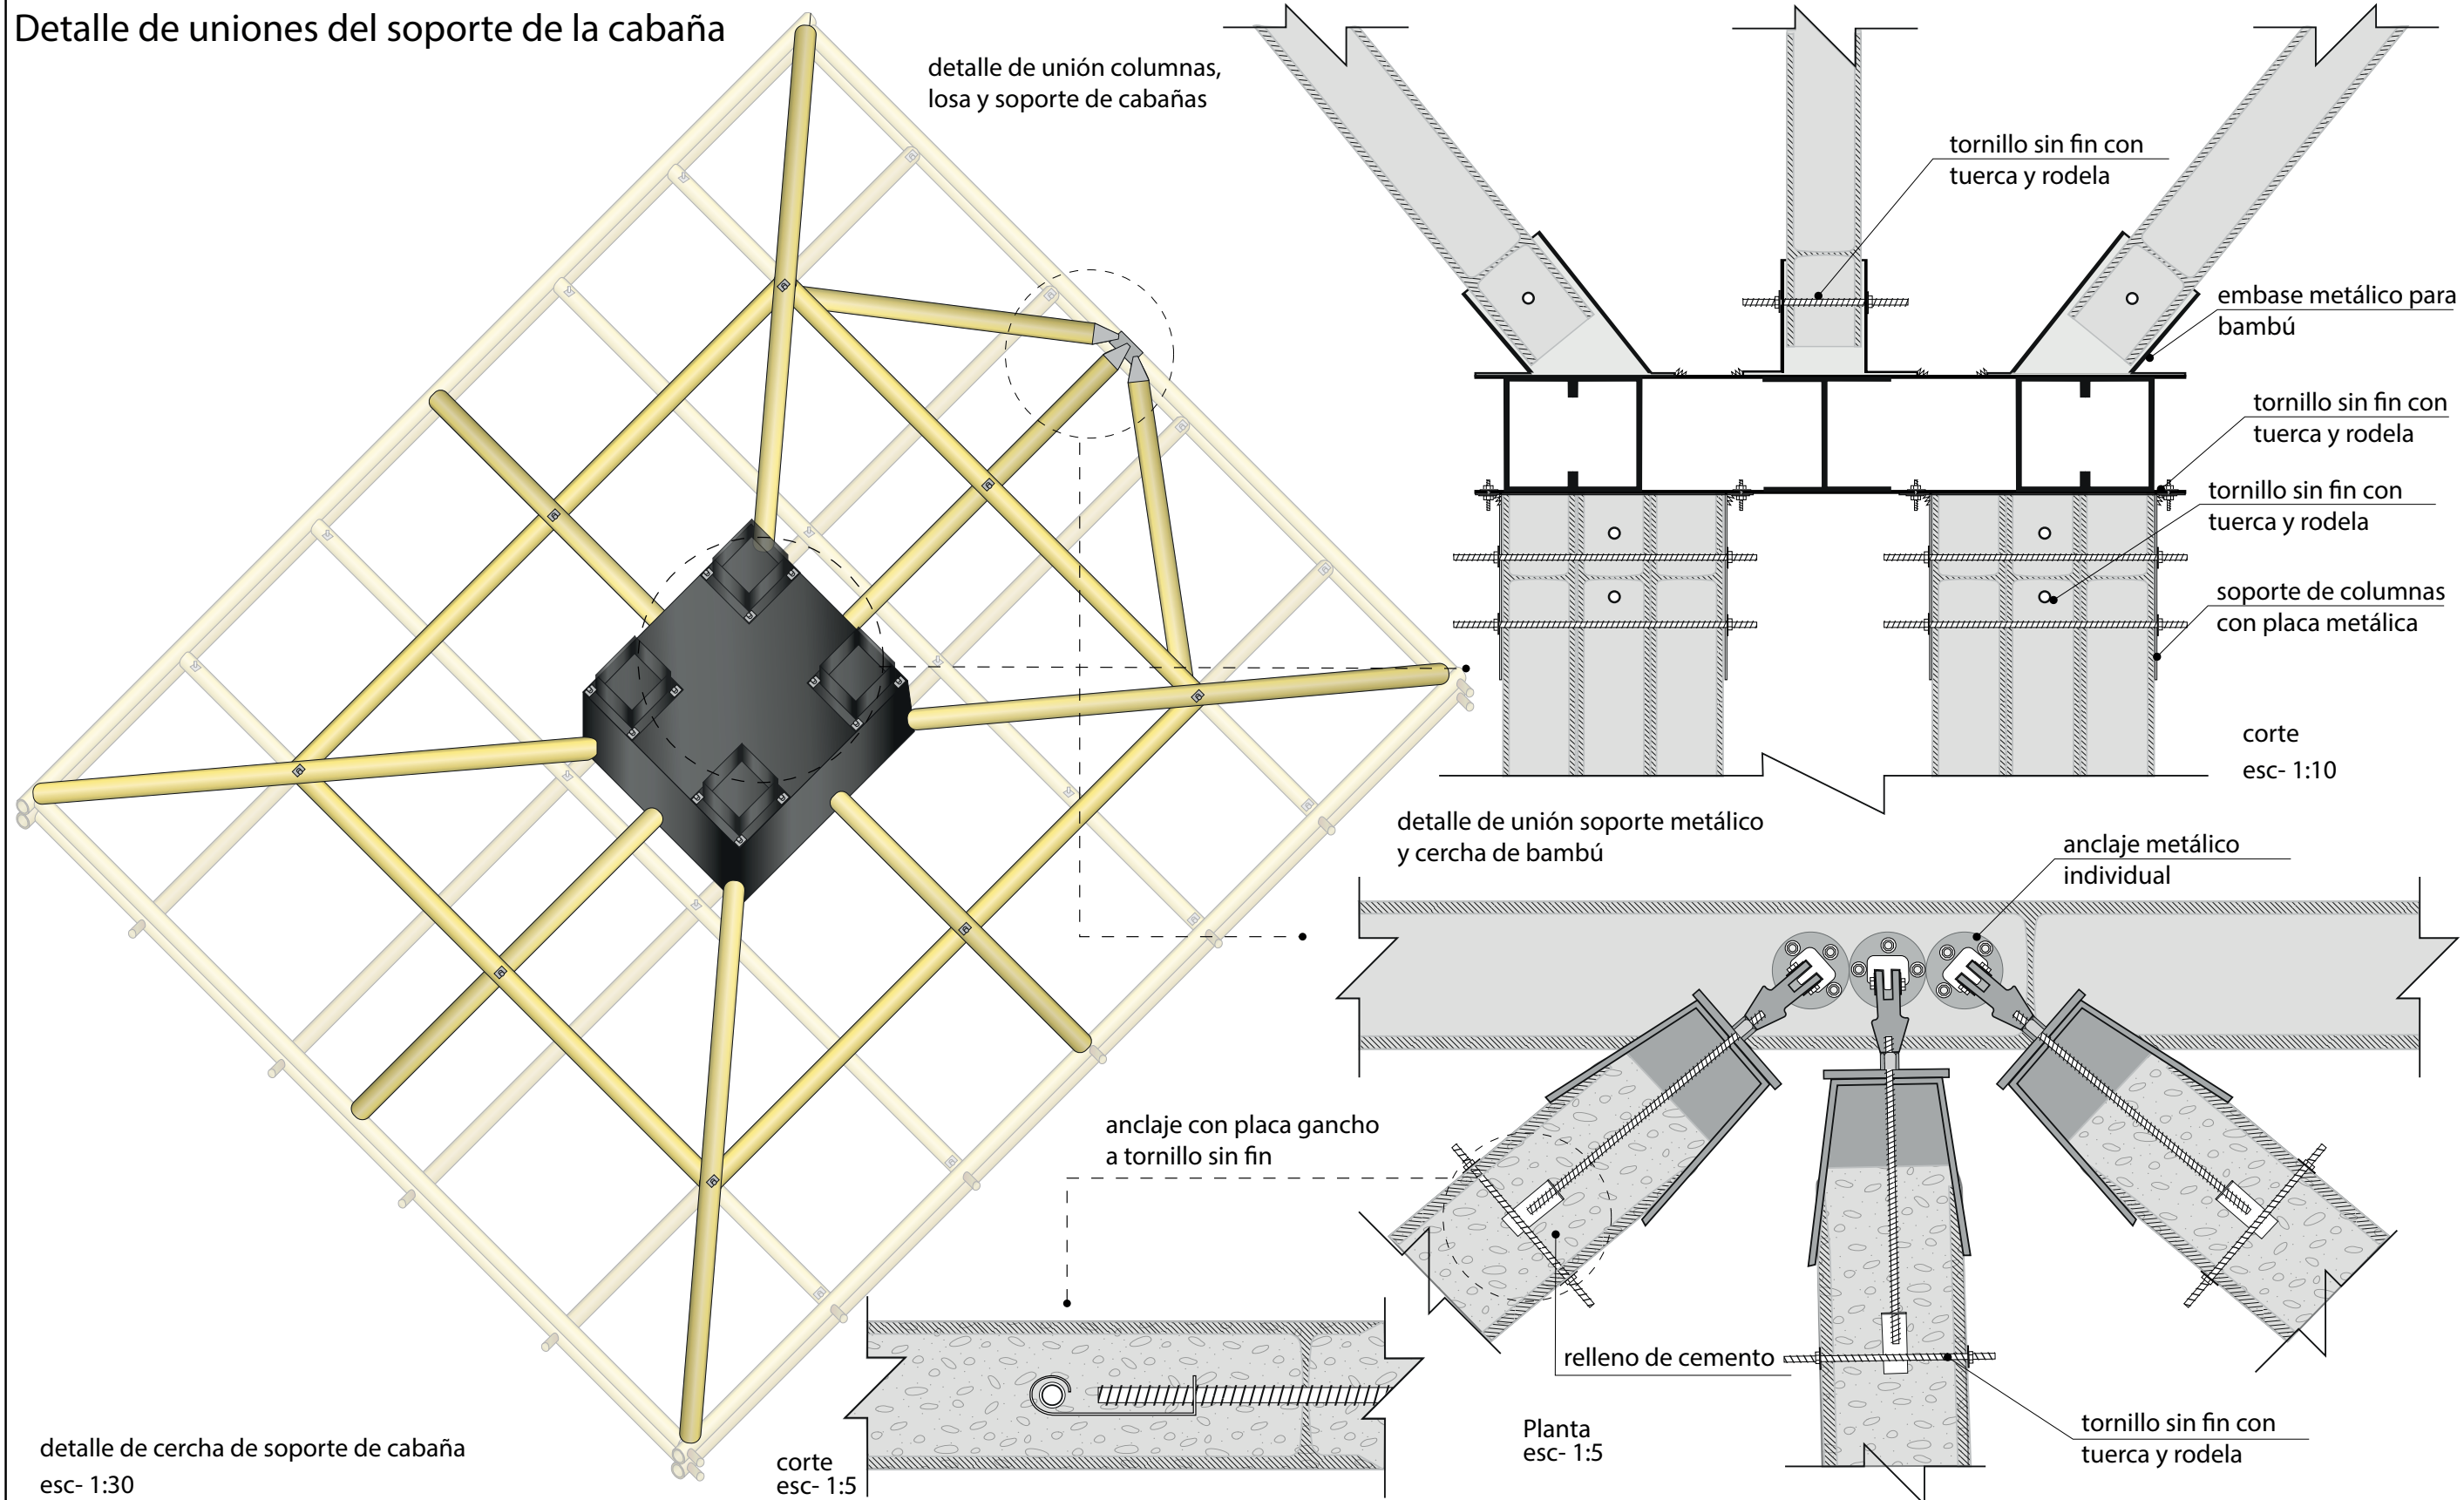 Detalle de uniones del soporte de la cabaña
detalle de unión columnas,
losa y soporte de cabañas
tornillo sin fin con
tuerca y rodela
embase metálico para
bambú
tornillo sin fin con
tuerca y rodela
tornillo sin fin con
tuerca y rodela
soporte de columnas
con placa metálica
corte
esc- 1:10
detalle de unión soporte metálico
y cercha de bambú
anclaje metálico
individual
anclaje con placa gancho
a tornillo sin fin
relleno de cemento
Planta
esc- 1:5
tornillo sin fin con
tuerca y rodela
corte
esc- 1:5
detalle de cercha de soporte de cabaña
esc- 1:30